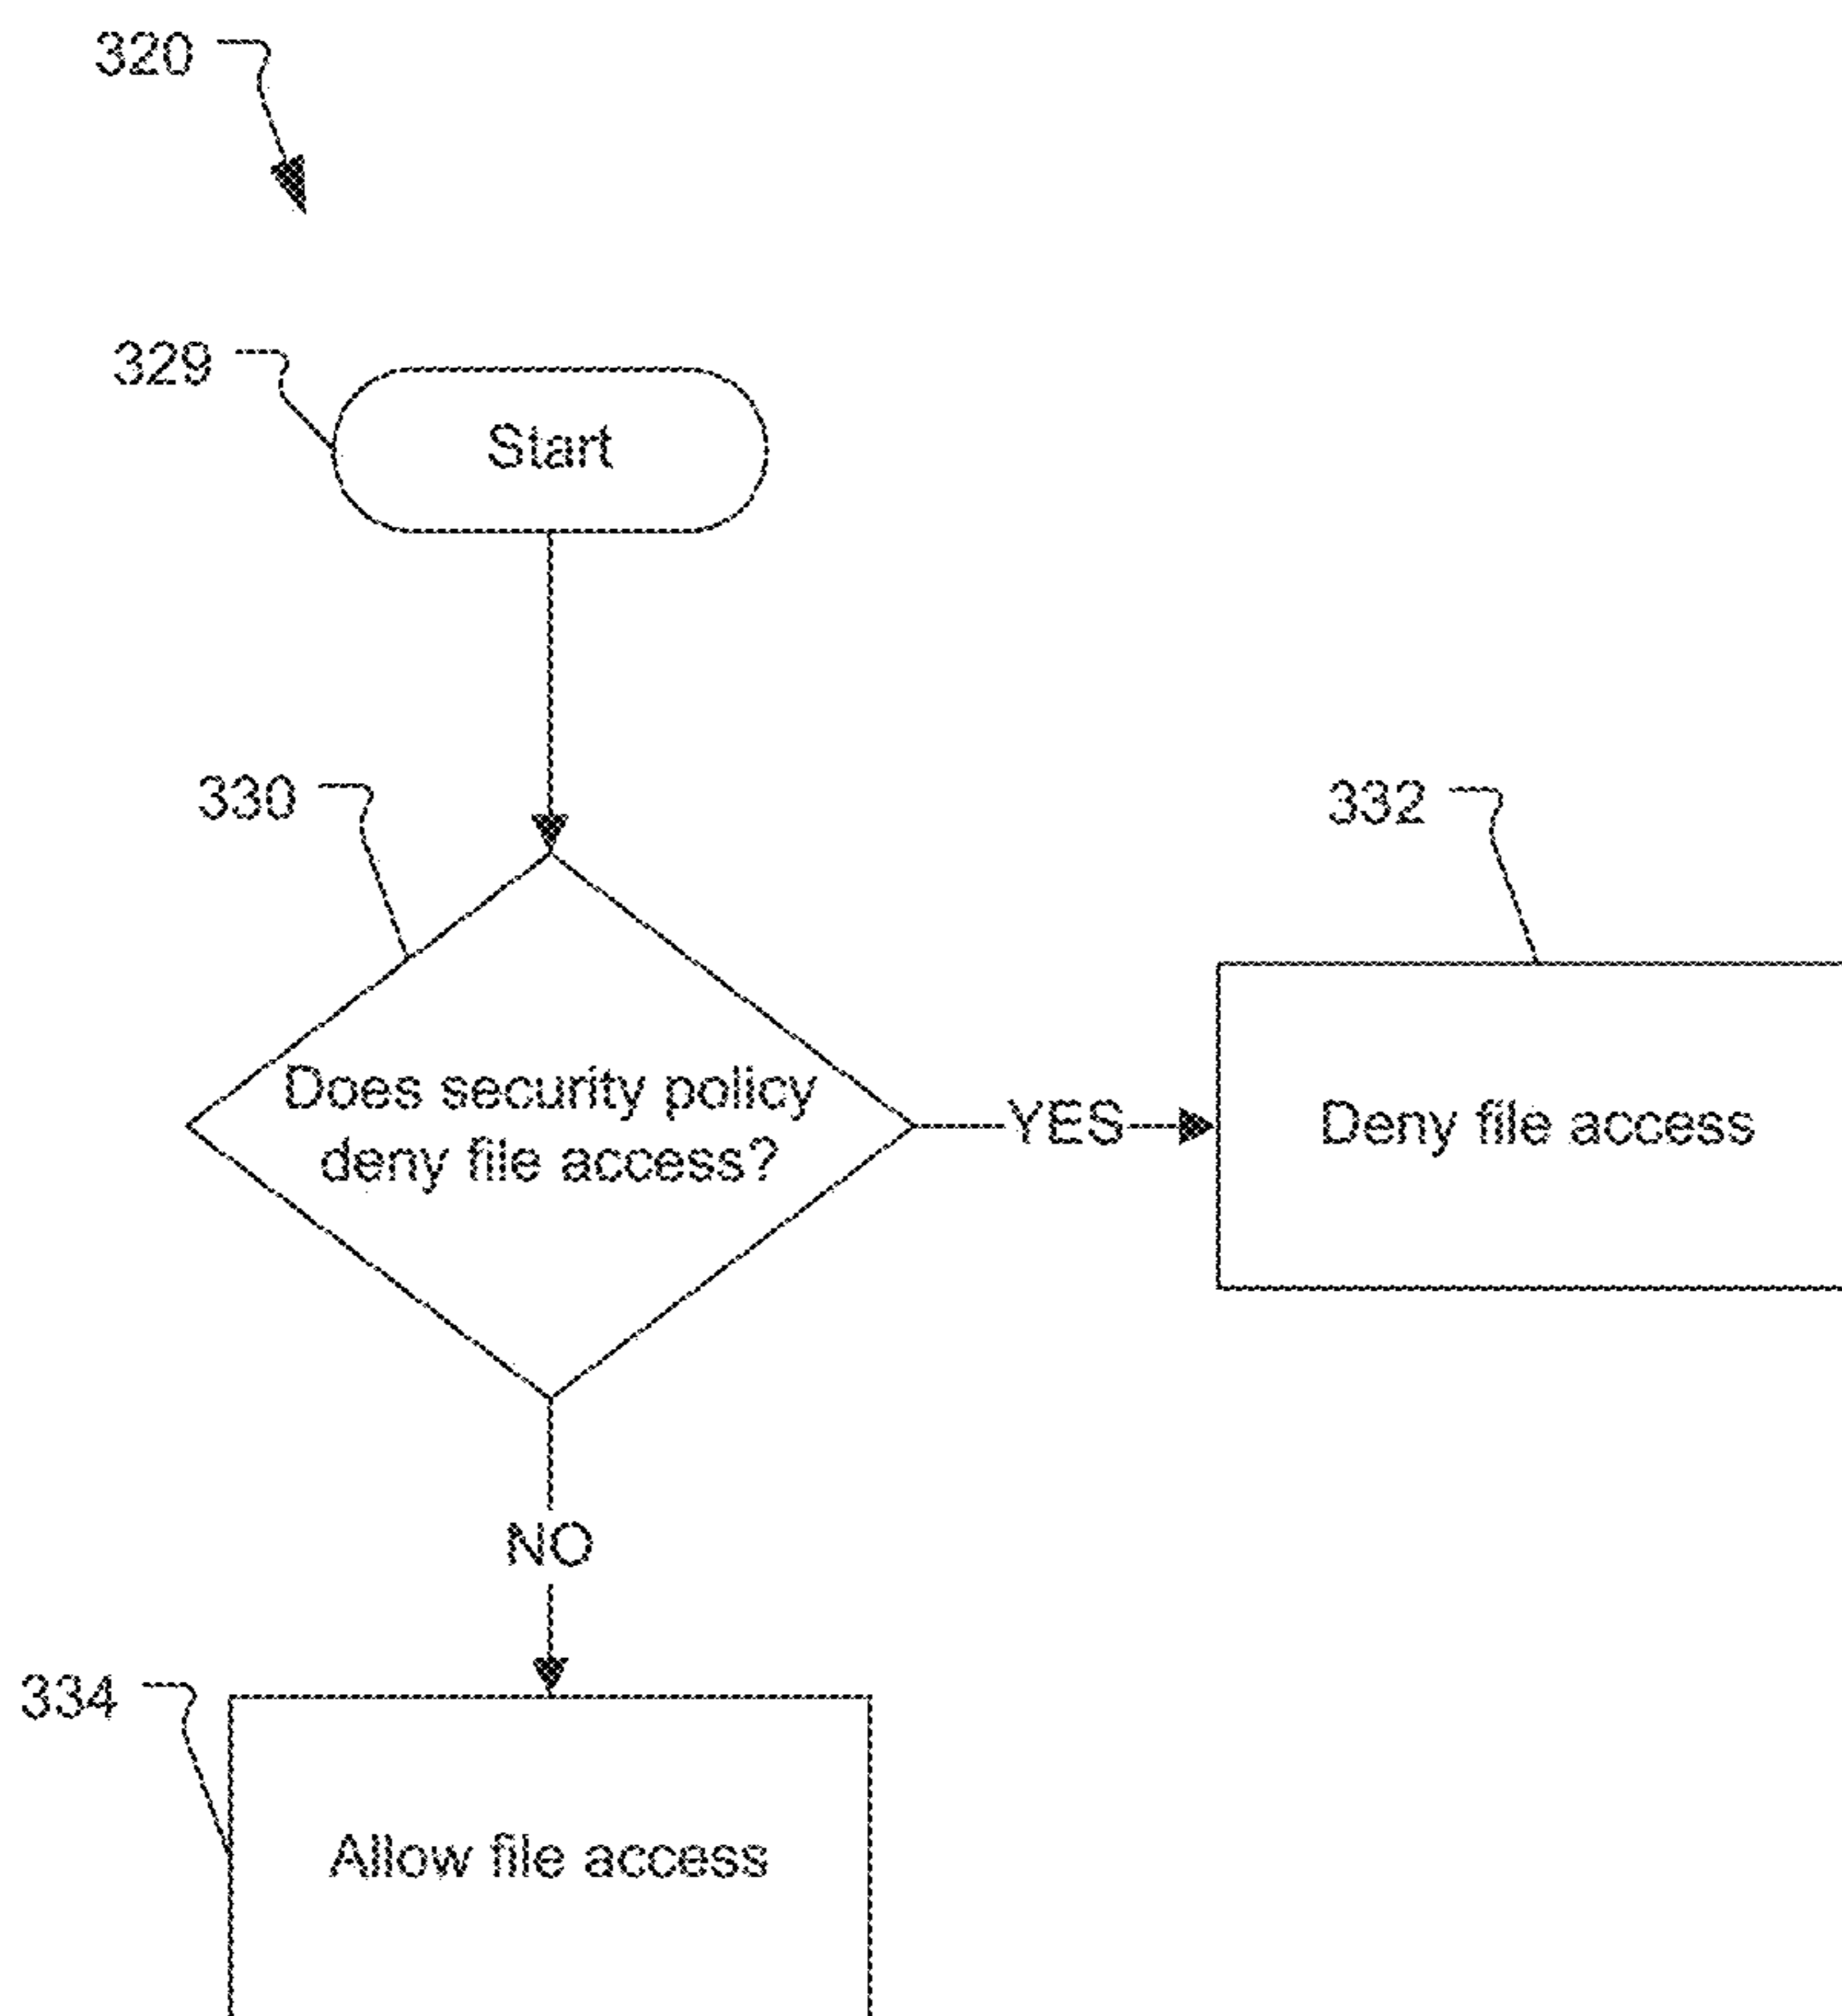 320
329
Start
330
332
Does security policy
deny file access?
YES
Deny file access
NO
334
Allow file access